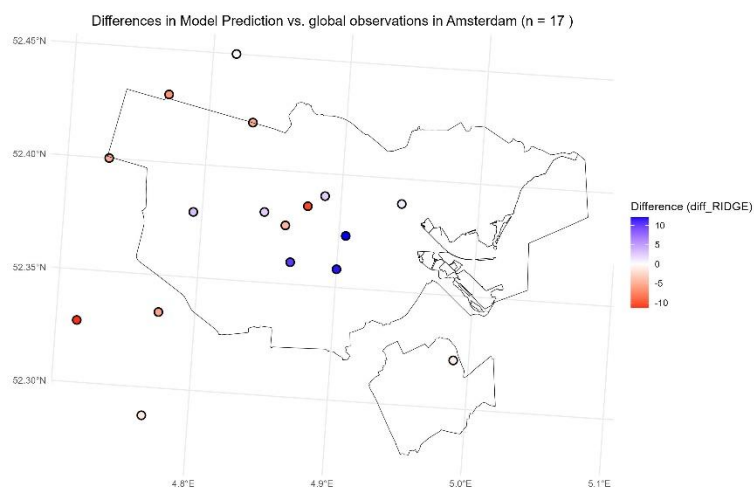 Differences in Model Prediction vs. global observations in Amsterdam (n = 17 )
52.45°N
52.40°N
52.35°N
52.30°N
4.8°E
4.9°E
5.0°E
5.1°E
Difference (diff_RIDGE)
10
5
0
-5
-10